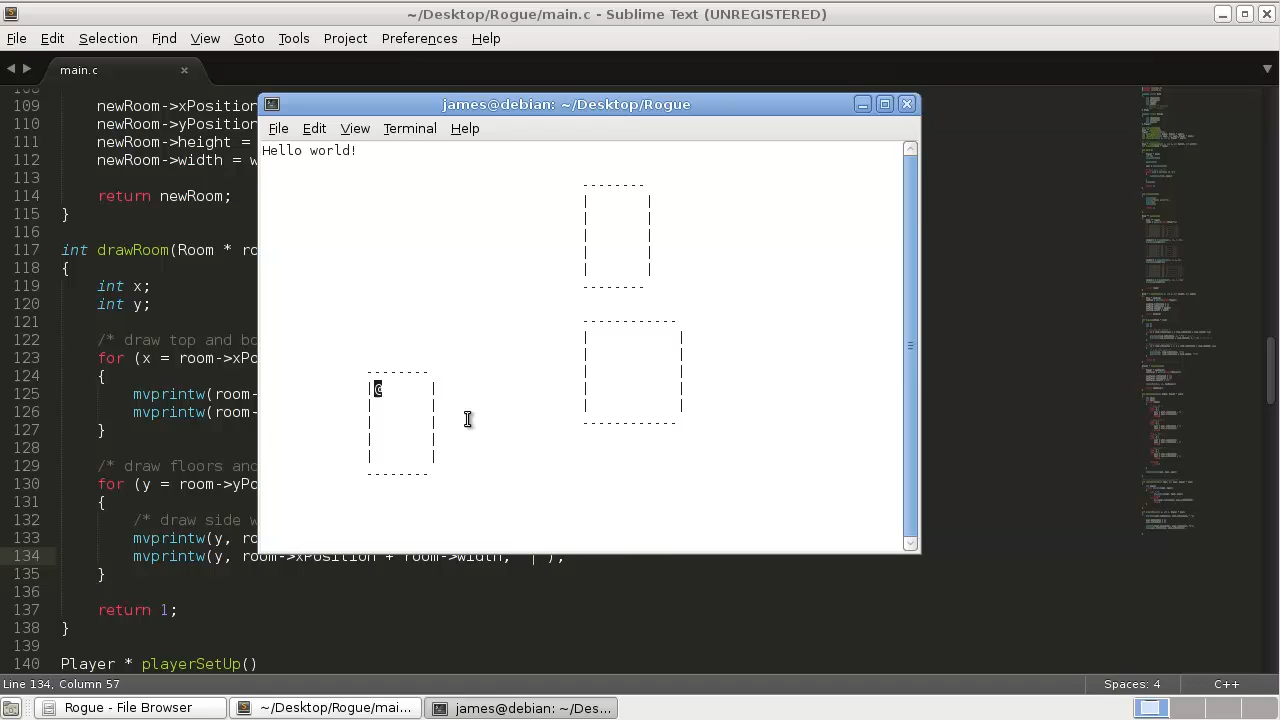 ~/Desktop/Rogue/main.c - Sublime Text (UNREGISTERED)
File Edit Selection Find View Goto Tools Project Preferences Help
main.c
109 newRoom->xPosition
110 newRoom->yPosition
111 newRoom->height =
112 newRoom->width = w
113
114 return newRoom;
115 }
116
117 int drawRoom(Room * ro
118 {
119 int x;
120 int y;
121
122 /* draw top and bo
123 for (x = room->xPo
124 {
125 mvprintw(room-
126 mvprintw(room-
127 }
128
129 /* draw floors and
130 for (y = room->yPo
131 {
132 /* draw side w
133 mvprintw(y, ro
134 mvprintw(y, room->xPosition + room->width, "|");
135 }
136
137 return 1;
138 }
139
140 Player * playerSetUp()
james@debian: ~/Desktop/Rogue
File Edit View Terminal Help
Hello world!
@
Line 134, Column 57
Spaces: 4
C++
Rogue - File Browser
~/Desktop/Rogue/mai...
james@debian: ~/Des...